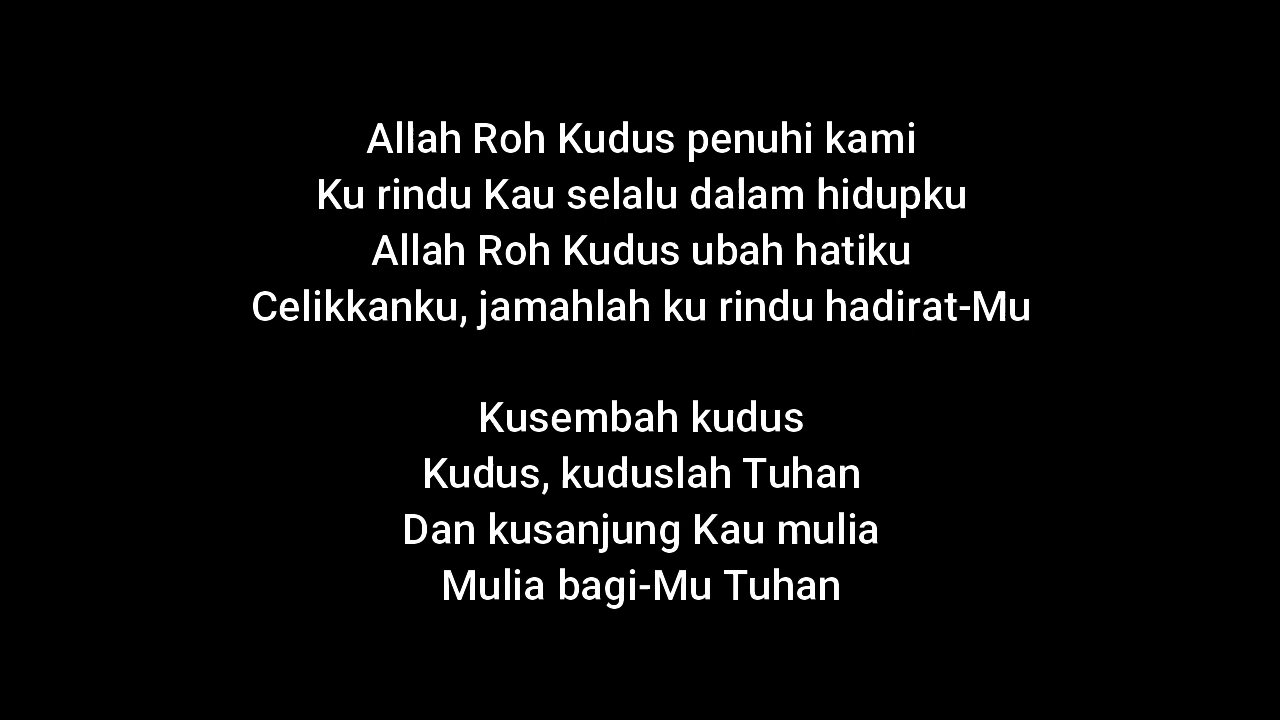 Allah Roh Kudus penuhi kami
Ku rindu Kau selalu dalam hidupku
Allah Roh Kudus ubah hatiku
Celikkanku, jamahlah ku rindu hadirat-Mu
Kusembah kudus
Kudus, kuduslah Tuhan
Dan kusanjung Kau mulia
Mulia bagi-Mu Tuhan